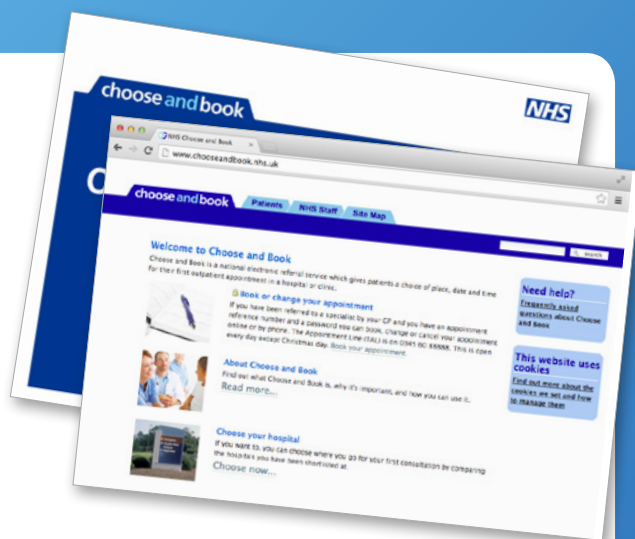 choose and book
NHS
C
NHS Choose and Book
www.chooseandbook.nhs.uk
choose and book
Patients
NHS Staff
Site Map
search
Welcome to Choose and Book
Choose and Book is a national electronic referral service which gives patients a choice of place, date and time
for their first outpatient appointment in a hospital or clinic.
Book or change your appointment
If you have been referred to a specialist by your GP and you have an appointment
reference number and a password you can book, change or cancel your appointment
online or by phone. The Appointment Line (TAL) is on 0345 60 88888. This is open
every day except Christmas day. Book your appointment.
About Choose and Book
Find out what Choose and Book is, why it's important, and how you can use it.
Read more...
Choose your hospital
If you want to, you can choose where you go for your first consultation by comparing
the hospitals you have been shortlisted at.
Choose now...
Need help?
Frequently asked
questions about Choose
and Book
This website uses
cookies
Find out more about the
cookies we set and how
to manage them